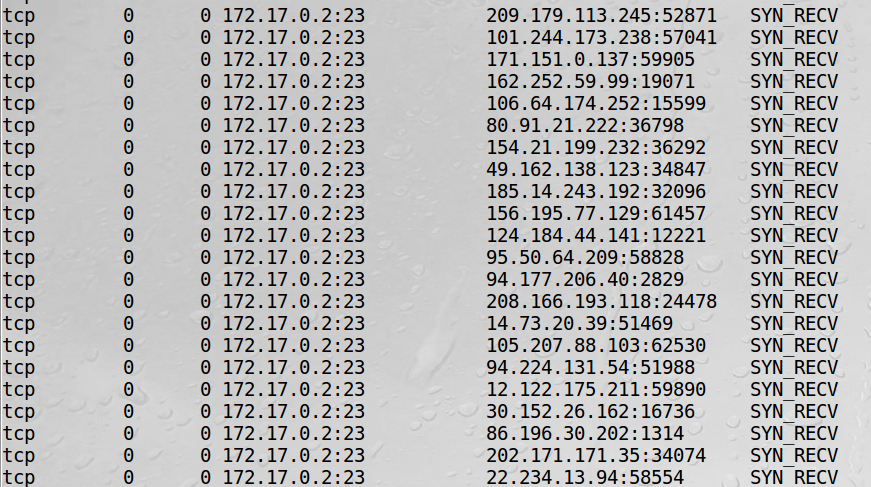 tcp 0 0 172.17.0.2:23 209.179.113.245:52871 SYN_RECV
tcp 0 0 172.17.0.2:23 101.244.173.238:57041 SYN_RECV
tcp 0 0 172.17.0.2:23 171.151.0.137:59905 SYN_RECV
tcp 0 0 172.17.0.2:23 162.252.59.99:19071 SYN_RECV
tcp 0 0 172.17.0.2:23 106.64.174.252:15599 SYN_RECV
tcp 0 0 172.17.0.2:23 80.91.21.222:36798 SYN_RECV
tcp 0 0 172.17.0.2:23 154.21.199.232:36292 SYN_RECV
tcp 0 0 172.17.0.2:23 49.162.138.123:34847 SYN_RECV
tcp 0 0 172.17.0.2:23 185.14.243.192:32096 SYN_RECV
tcp 0 0 172.17.0.2:23 156.195.77.129:61457 SYN_RECV
tcp 0 0 172.17.0.2:23 124.184.44.141:12221 SYN_RECV
tcp 0 0 172.17.0.2:23 95.50.64.209:58828 SYN_RECV
tcp 0 0 172.17.0.2:23 94.177.206.40:2829 SYN_RECV
tcp 0 0 172.17.0.2:23 208.166.193.118:24478 SYN_RECV
tcp 0 0 172.17.0.2:23 14.73.20.39:51469 SYN_RECV
tcp 0 0 172.17.0.2:23 105.207.88.103:62530 SYN_RECV
tcp 0 0 172.17.0.2:23 94.224.131.54:51988 SYN_RECV
tcp 0 0 172.17.0.2:23 12.122.175.211:59890 SYN_RECV
tcp 0 0 172.17.0.2:23 30.152.26.162:16736 SYN_RECV
tcp 0 0 172.17.0.2:23 86.196.30.202:1314 SYN_RECV
tcp 0 0 172.17.0.2:23 202.171.171.35:34074 SYN_RECV
tcp 0 0 172.17.0.2:23 22.234.13.94:58554 SYN_RECV